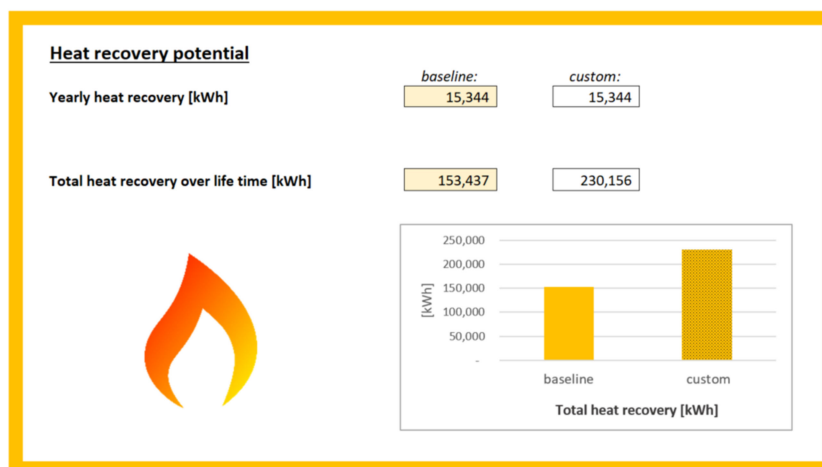 Heat recovery potential
baseline: custom:
Yearly heat recovery [kWh] 15,344 15,344
Total heat recovery over life time [kWh] 153,437 230,156
250,000
200,000
150,000
100,000
50,000
-
[kWh]
baseline custom
Total heat recovery [kWh]